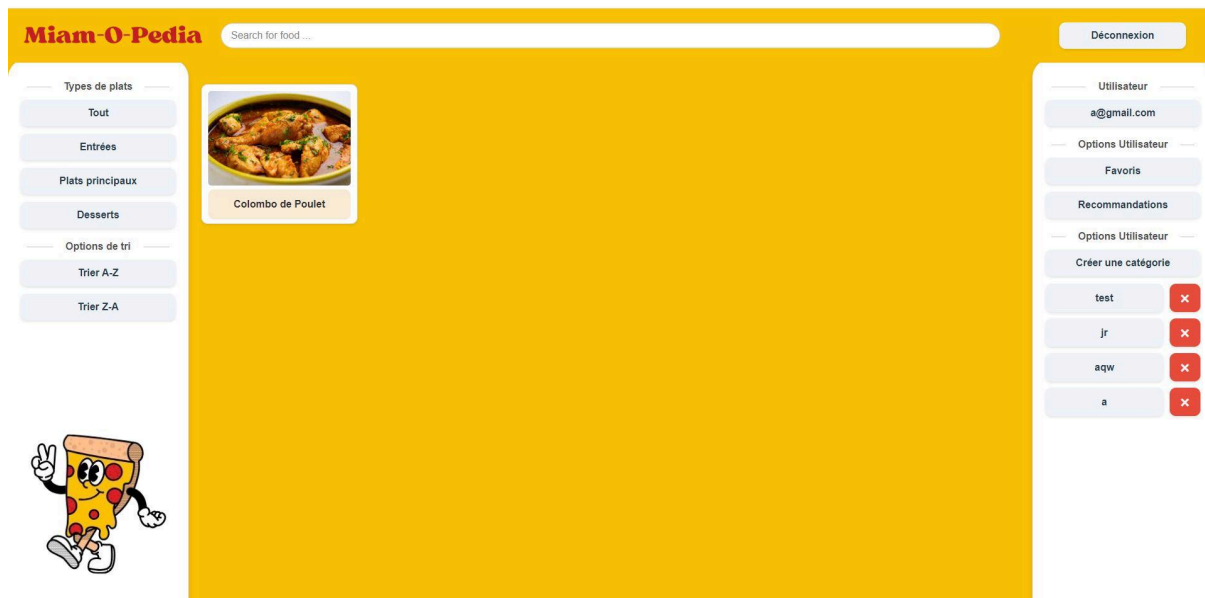 Miam-O-Pedia
Search for food ...
Déconnexion
Types de plats
Tout
Entrées
Plats principaux
Desserts
Options de tri
Trier A-Z
Trier Z-A
Colombo de Poulet
Utilisateur
a@gmail.com
Options Utilisateur
Favoris
Recommandations
Options Utilisateur
Créer une catégorie
test
jr
aqw
a